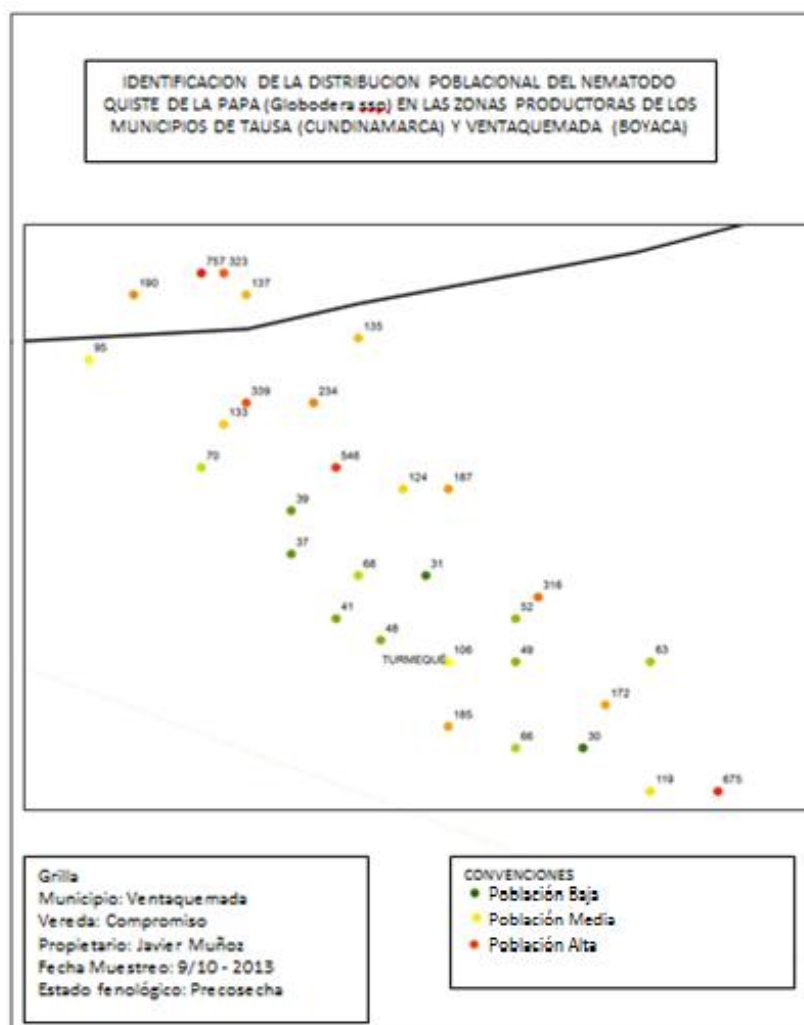 IDENTIFICACION DE LA DISTRIBUCION POBLACIONAL DEL NEMATODO
QUISTE DE LA PAPA (Globodera ssp) EN LAS ZONAS PRODUCTORAS DE LOS
MUNICIPIOS DE TAUSA (CUNDINAMARCA) Y VENTAQUEMADA (BOYACA)
757 323
190
137
135
95
339
234
133
70
546
124
187
39
37
68
31
316
41
52
48
TURMEQUÉ
106
49
63
172
185
66
30
119
675
Grilla
Municipio: Ventaquemada
Vereda: Compromiso
Propietario: Javier Muñoz
Fecha Muestreo: 9/10 - 2013
Estado fenológico: Precosecha
CONVENCIONES
Población Baja
Población Media
Población Alta